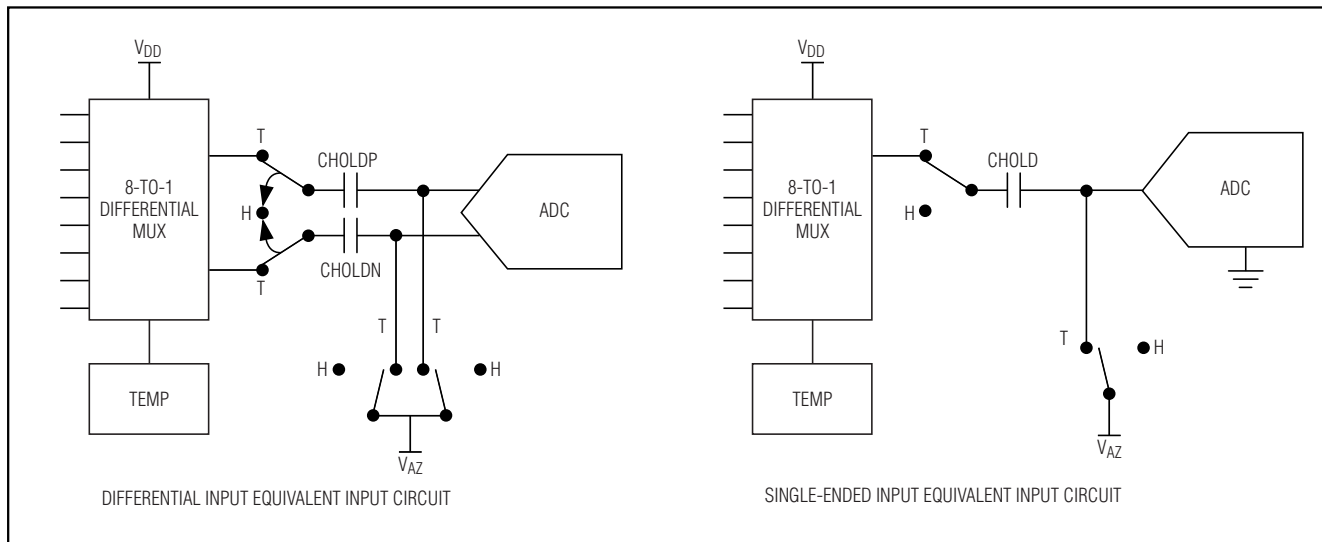 VDD
T
CHOLDP
8-TO-1
DIFFERENTIAL
MUX
H
ADC
CHOLDN
T
T T
H H
TEMP
VAZ
DIFFERENTIAL INPUT EQUIVALENT INPUT CIRCUIT
VDD
T
CHOLD
8-TO-1
DIFFERENTIAL
MUX
H
ADC
T H
TEMP
VAZ
SINGLE-ENDED INPUT EQUIVALENT INPUT CIRCUIT